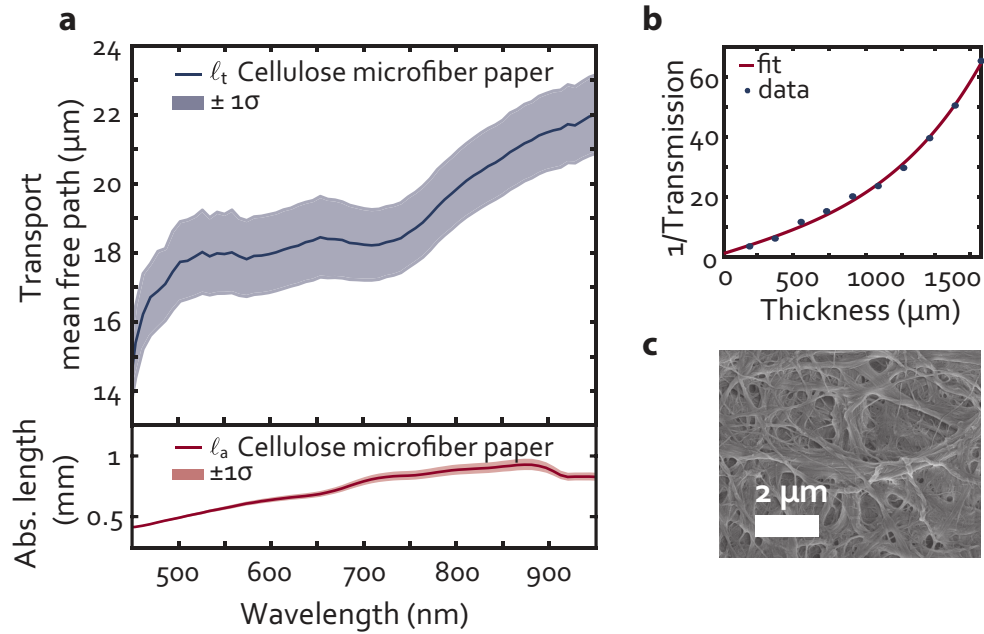 a
24
22
20
18
16
14
Transport
mean free path (μm)
ℓt Cellulose microfiber paper
± 1σ
1
0.5
Abs. length
(mm)
ℓa Cellulose microfiber paper
±1σ
500
600
700
800
900
Wavelength (nm)
b
60
40
20
0
1/Transmission
fit
data
0
500
1000
1500
Thickness (μm)
c
2 μm